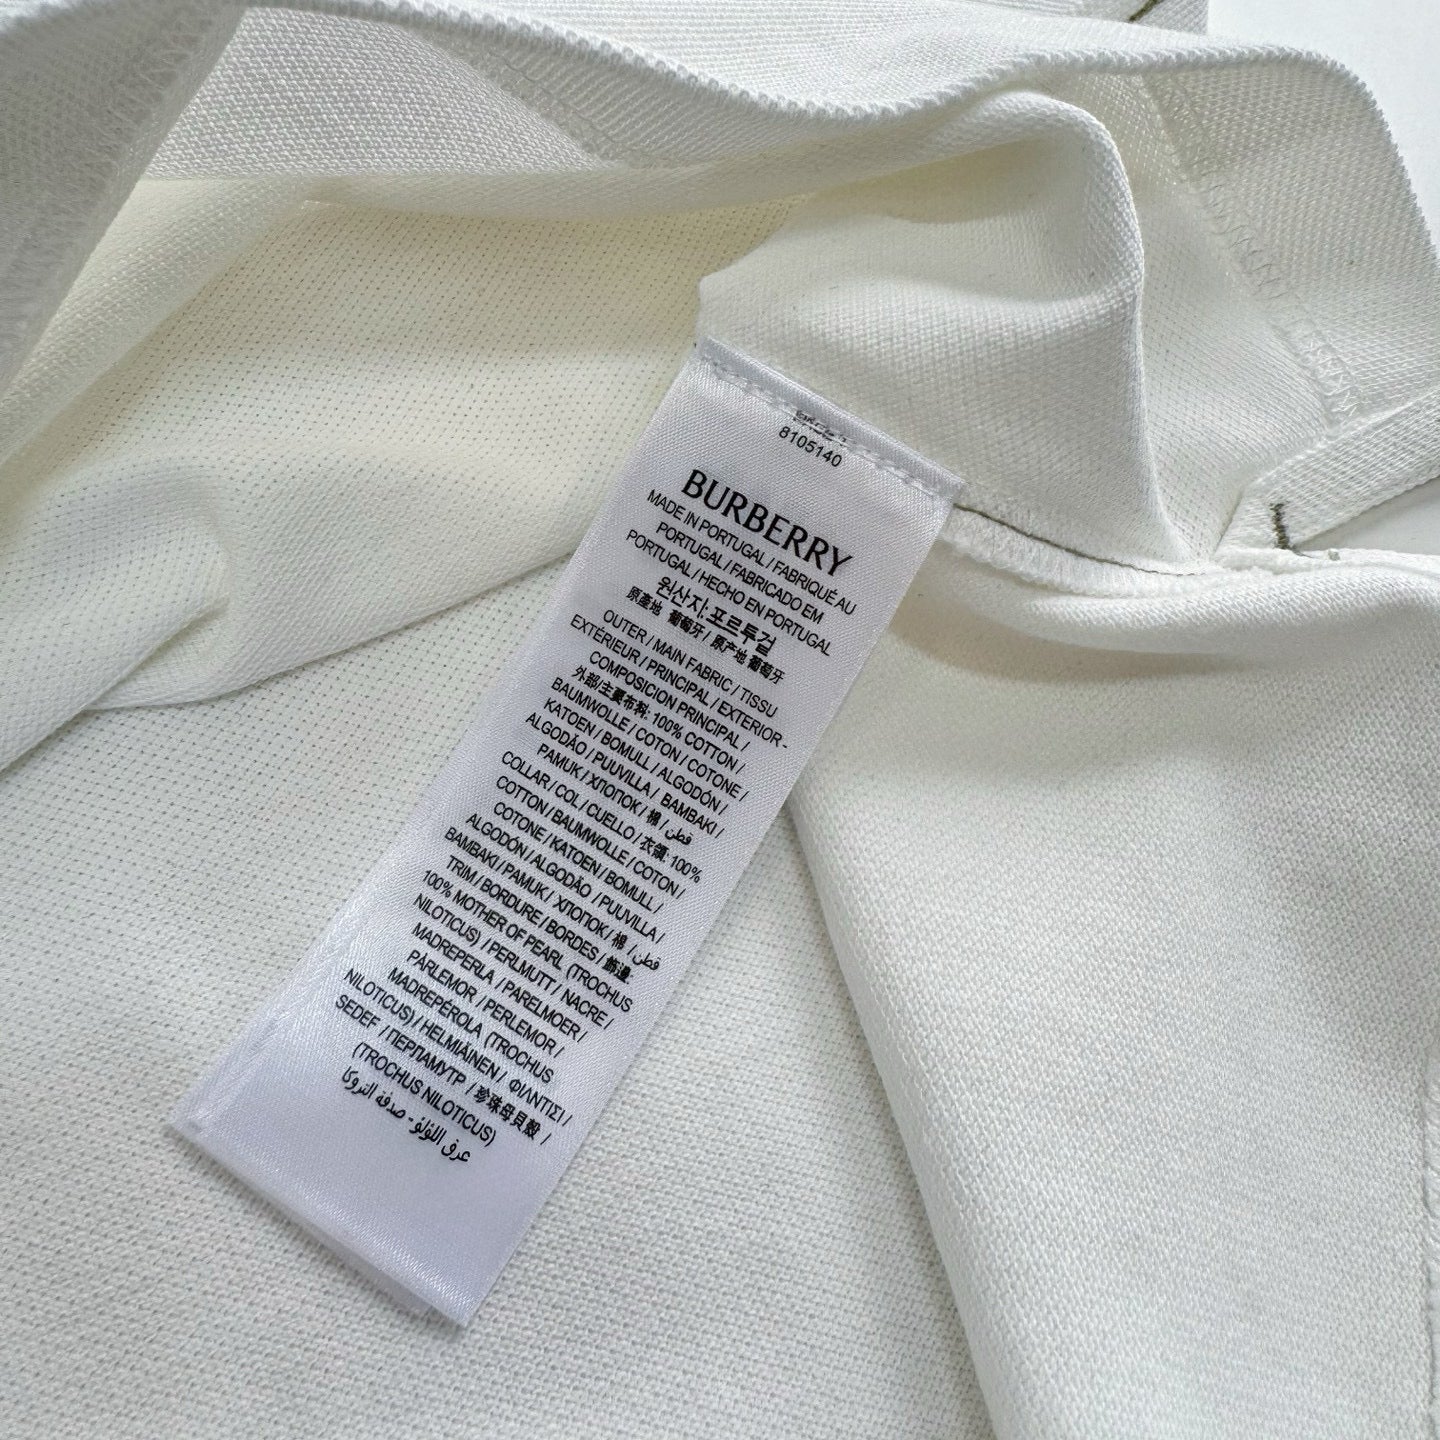 8105140
BURBERRY
MADE IN PORTUGAL / FABRIQUÉ AU
PORTUGAL / FABRICADO EM
PORTUGAL / HECHO EN PORTUGAL
원산지: 포르투걸
原產地 葡萄牙 / 原产地 葡萄牙
OUTER / MAIN FABRIC / TISSU
EXTÉRIEUR / PRINCIPAL / EXTERIOR -
COMPOSICION PRINCIPAL /
外部/主要布料: 100% COTTON /
BAUMWOLLE / COTON / COTONE /
KATOEN / BOMULL / ALGODÓN /
ALGODÃO / PUUVILLA / BAMBAKI /
PAMUK / ХЛОПОК / 棉 / قطن
COLLAR / COL / CUELLO / 衣領: 100%
COTTON / BAUMWOLLE / COTON /
COTONE / KATOEN / BOMULL /
ALGODÓN / ALGODÃO / PUUVILLA /
BAMBAKI / PAMUK / ХЛОПОК / 棉 / قطن
TRIM / BORDURE / BORDES / 飾邊:
100% MOTHER OF PEARL (TROCHUS
NILOTICUS) / PERLMUTT / NACRE /
MADREPERLA / PARELMOER /
PÄRLEMOR / PERLEMOR /
MADREPÉROLA (TROCHUS
NILOTICUS) / HELMIÄINEN / ΦΙΛΝΤΙΣΙ /
SEDEF / ПЕРЛАМУТР / 珍珠母貝殼 /
(TROCHUS NILOTICUS)
عرق اللؤلؤ - صدفة التروكا